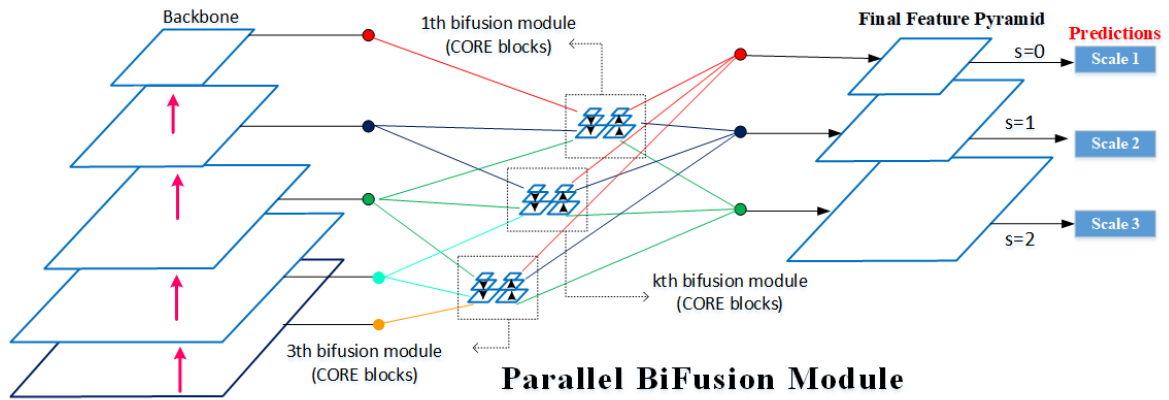 Backbone
1th bifusion module
(CORE blocks)
Final Feature Pyramid
Predictions
s=0
Scale 1
s=1
Scale 2
s=2
Scale 3
kth bifusion module
(CORE blocks)
3th bifusion module
(CORE blocks)
Parallel BiFusion Module